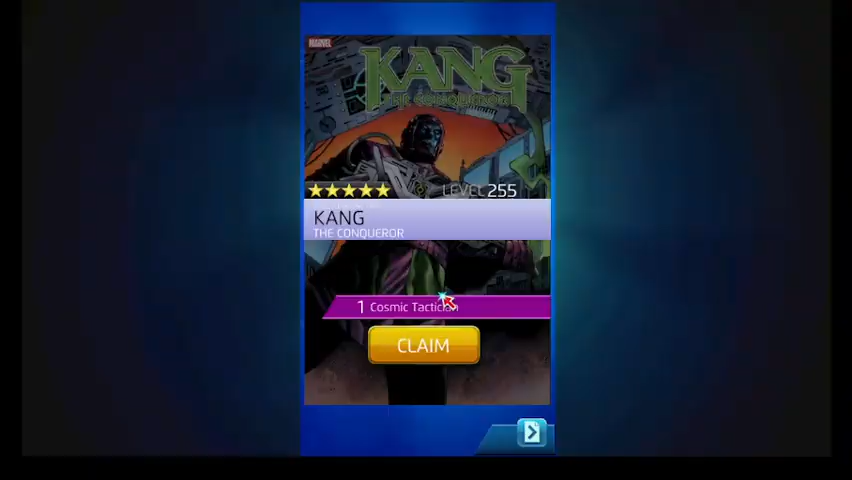 MARVEL
KANG
THE CONQUEROR
LEVEL 255
KANG
THE CONQUEROR
1 Cosmic Tactician
CLAIM